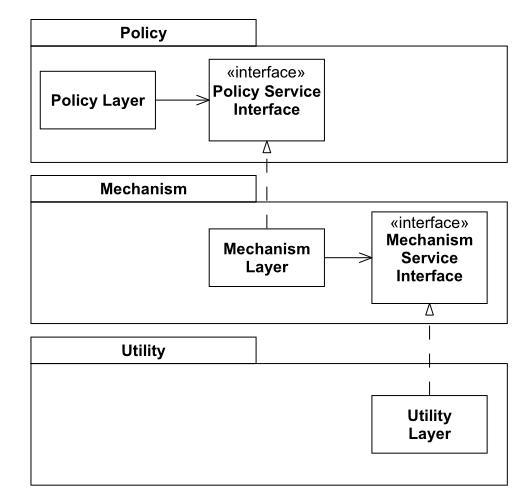 Policy
Policy Layer
«interface»
Policy Service
Interface
Mechanism
Mechanism
Layer
«interface»
Mechanism
Service
Interface
Utility
Utility
Layer